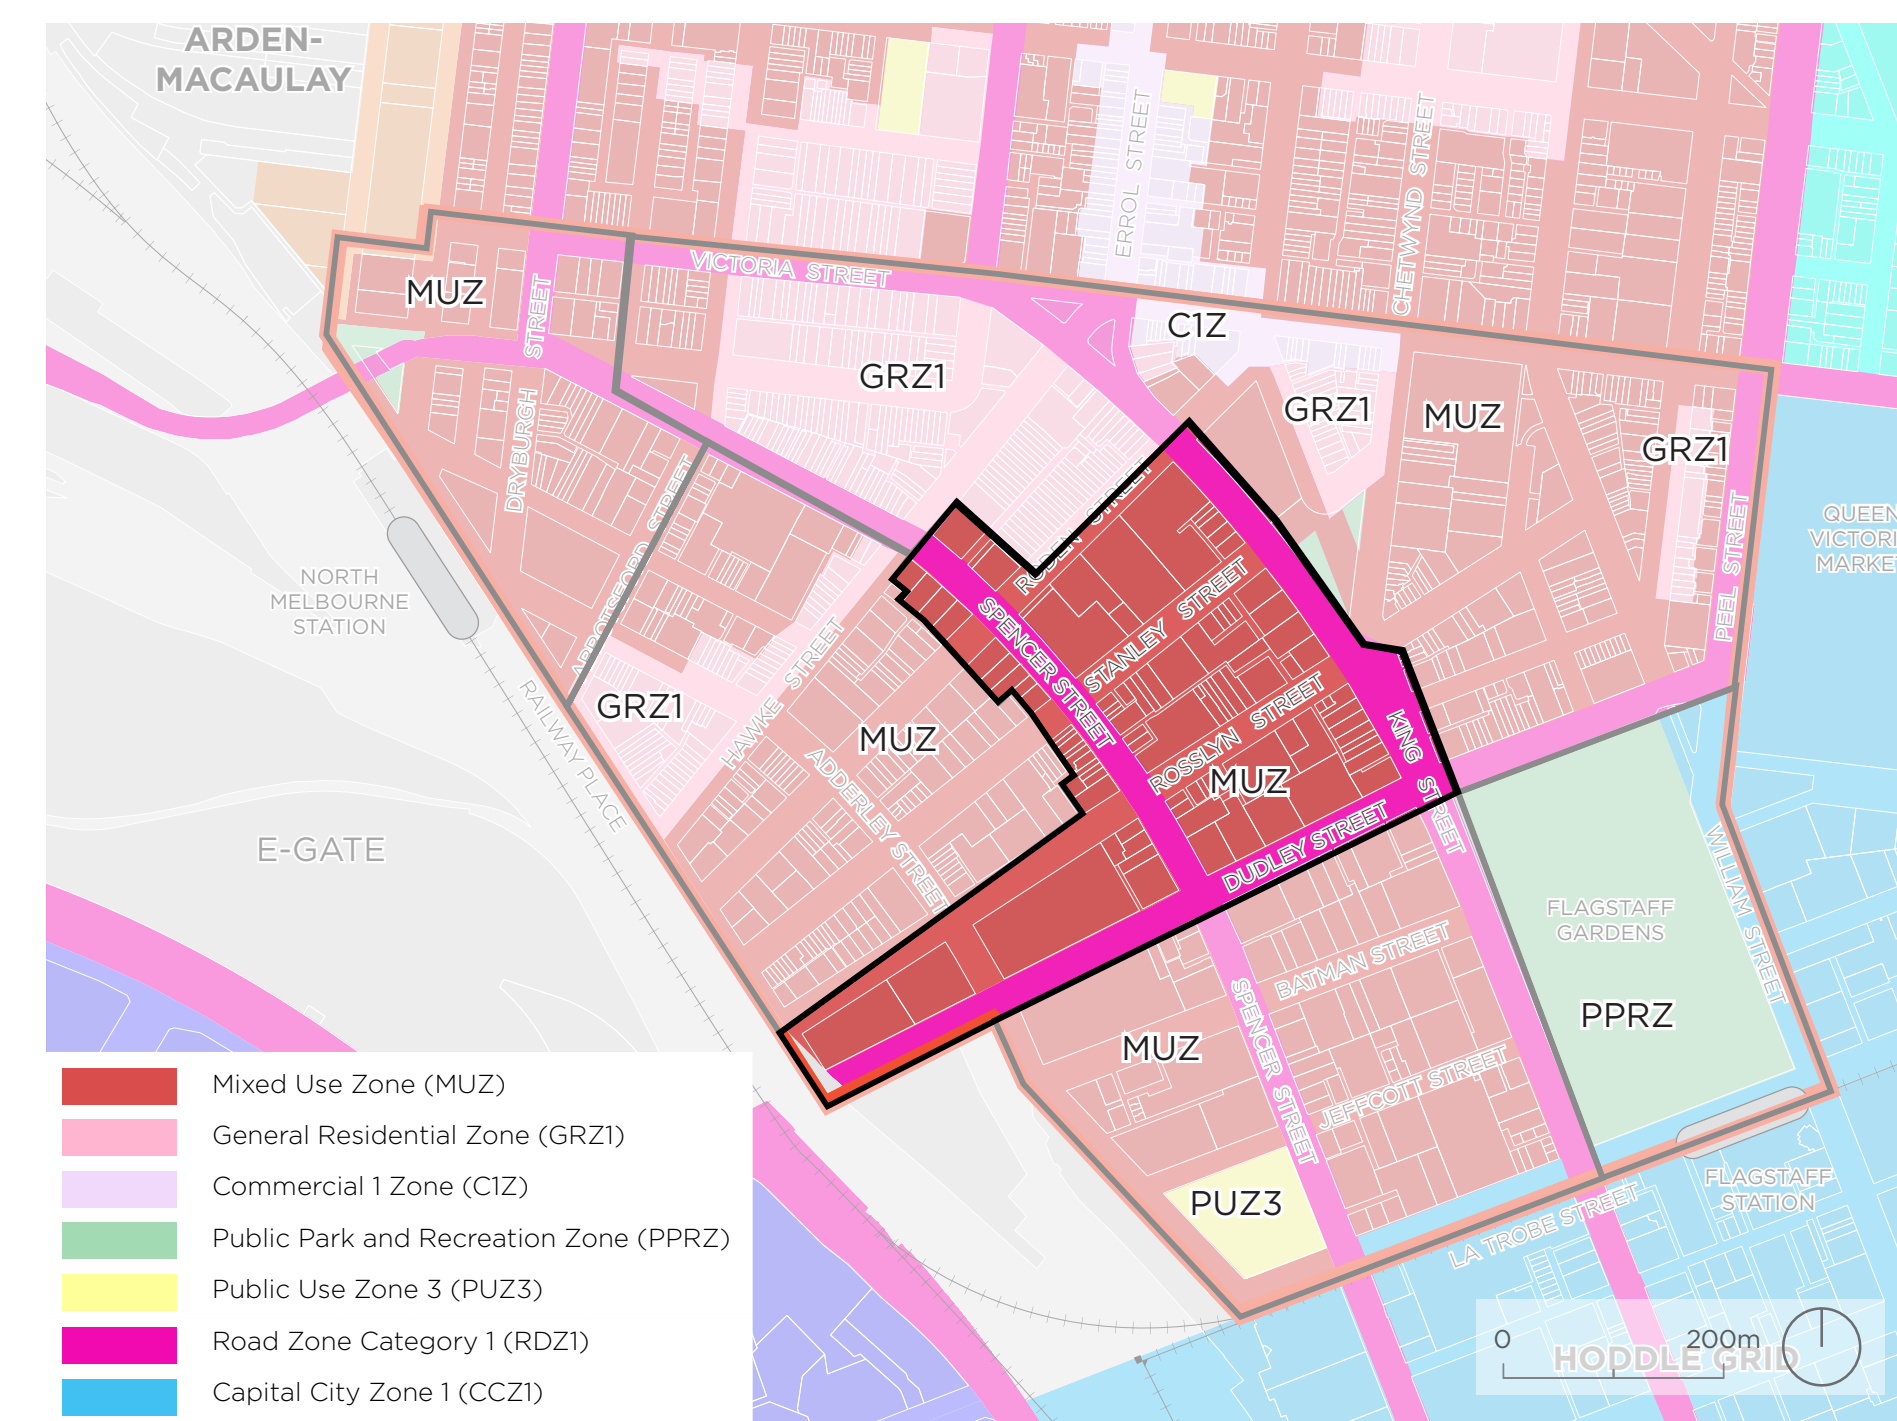 ARDEN-
MACAULAY
ERROL STREET
CHETWYND STREET
VICTORIA STREET
MUZ
STREET
C1Z
GRZ1
GRZ1
MUZ
GRZ1
DRYBURGH
ABBOTSFORD STREET
RODEN STREET
PEEL STREET
QUEEN
VICTORI
MARKE
NORTH
MELBOURNE
STATION
SPENCER STREET
STANLEY STREET
HAWKE STREET
GRZ1
RAILWAY PLACE
MUZ
ADDERLEY STREET
ROSSLYN STREET
MUZ
KING STREET
DUDLEY STREET
WILLIAM STREET
E-GATE
FLAGSTAFF
GARDENS
BATMAN STREET
SPENCER STREET
PPRZ
MUZ
JEFFCOTT STREET
PUZ3
FLAGSTAFF
STATION
LA TROBE STREET
Mixed Use Zone (MUZ)
General Residential Zone (GRZ1)
Commercial 1 Zone (C1Z)
Public Park and Recreation Zone (PPRZ)
Public Use Zone 3 (PUZ3)
Road Zone Category 1 (RDZ1)
Capital City Zone 1 (CCZ1)
0 200m
HODDLE GRID